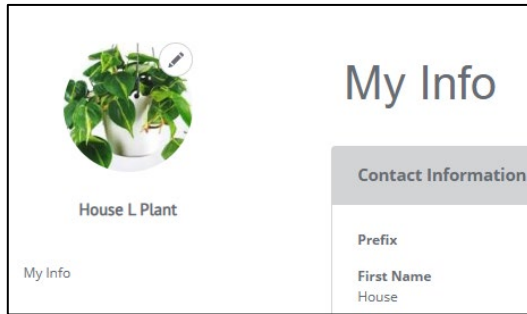 My Info
House L Plant
Contact Information
Prefix
My Info
First Name
House